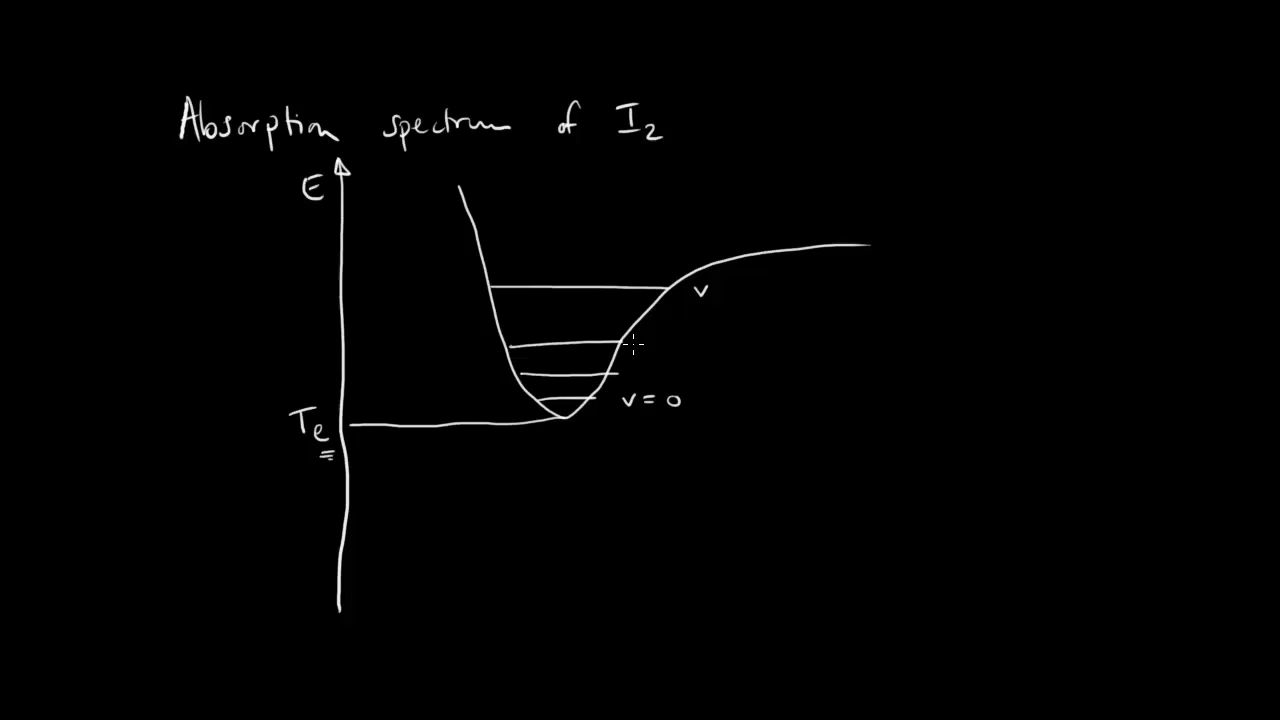 Absorption spectrum of I₂
E
v
v = 0
Tₑ